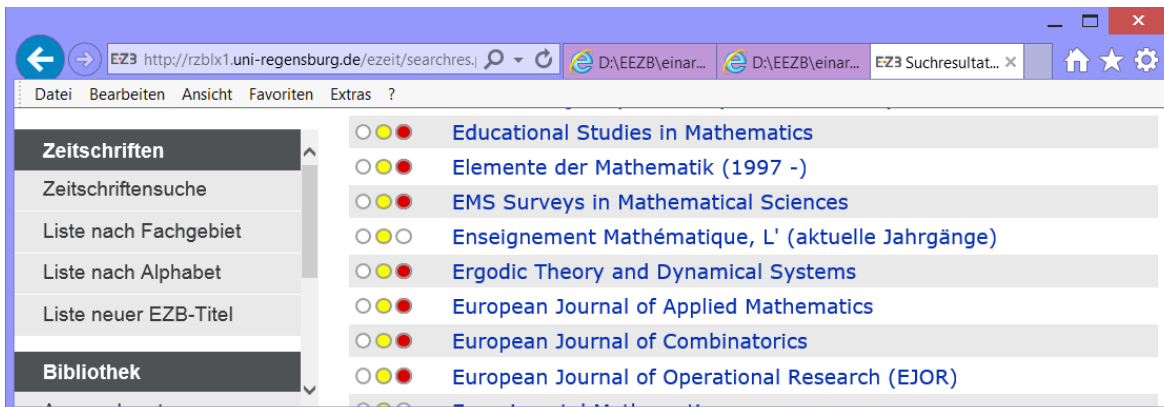 ×
EZ3 http://rzblx1.uni-regensburg.de/ezeit/searchres.
D:\EEZB\einar...
D:\EEZB\einar...
EZ3 Suchresultat... ×
Datei Bearbeiten Ansicht Favoriten Extras ?
Zeitschriften
Zeitschriftensuche
Liste nach Fachgebiet
Liste nach Alphabet
Liste neuer EZB-Titel
Bibliothek
Educational Studies in Mathematics
Elemente der Mathematik (1997 -)
EMS Surveys in Mathematical Sciences
Enseignement Mathématique, L' (aktuelle Jahrgänge)
Ergodic Theory and Dynamical Systems
European Journal of Applied Mathematics
European Journal of Combinatorics
European Journal of Operational Research (EJOR)